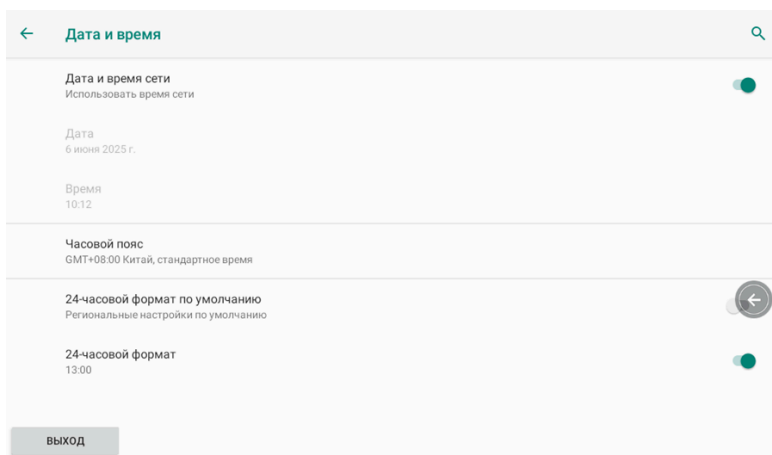 Дата и время
Дата и время сети
Использовать время сети
Дата
6 июня 2025 г.
Время
10:12
Часовой пояс
GMT+08:00 Китай, стандартное время
24-часовой формат по умолчанию
Региональные настройки по умолчанию
24-часовой формат
13:00
ВЫХОД